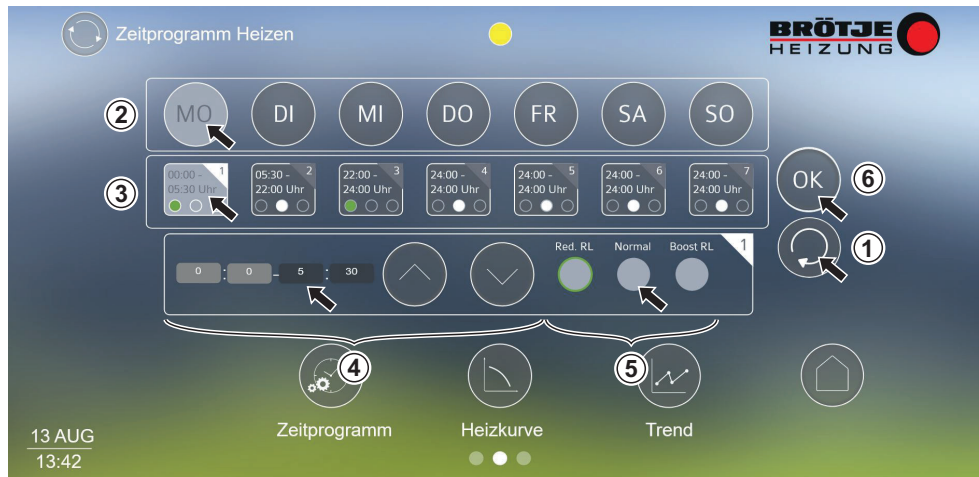 Zeitprogramm Heizen
BRÖTJE
HEIZUNG
2
MO DI MI DO FR SA SO
3
00:00 -
05:30 Uhr
1
05:30 -
22:00 Uhr
2
22:00 -
24:00 Uhr
3
24:00 -
24:00 Uhr
4
24:00 -
24:00 Uhr
5
24:00 -
24:00 Uhr
6
24:00 -
24:00 Uhr
7
OK
6
1
0 : 0 – 5 : 30
Red. RL Normal Boost RL
1
4
5
Zeitprogramm Heizkurve Trend
13 AUG
13:42